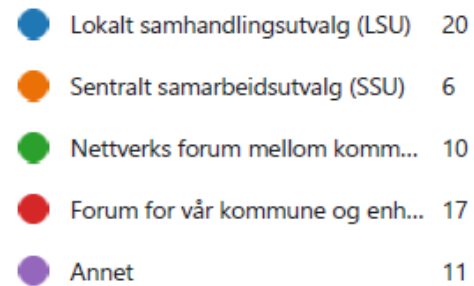 Lokalt samhandlingsutvalg (LSU) 20
Sentralt samarbeidsutvalg (SSU) 6
Nettverks forum mellom komm... 10
Forum for vår kommune og enh... 17
Annet 11